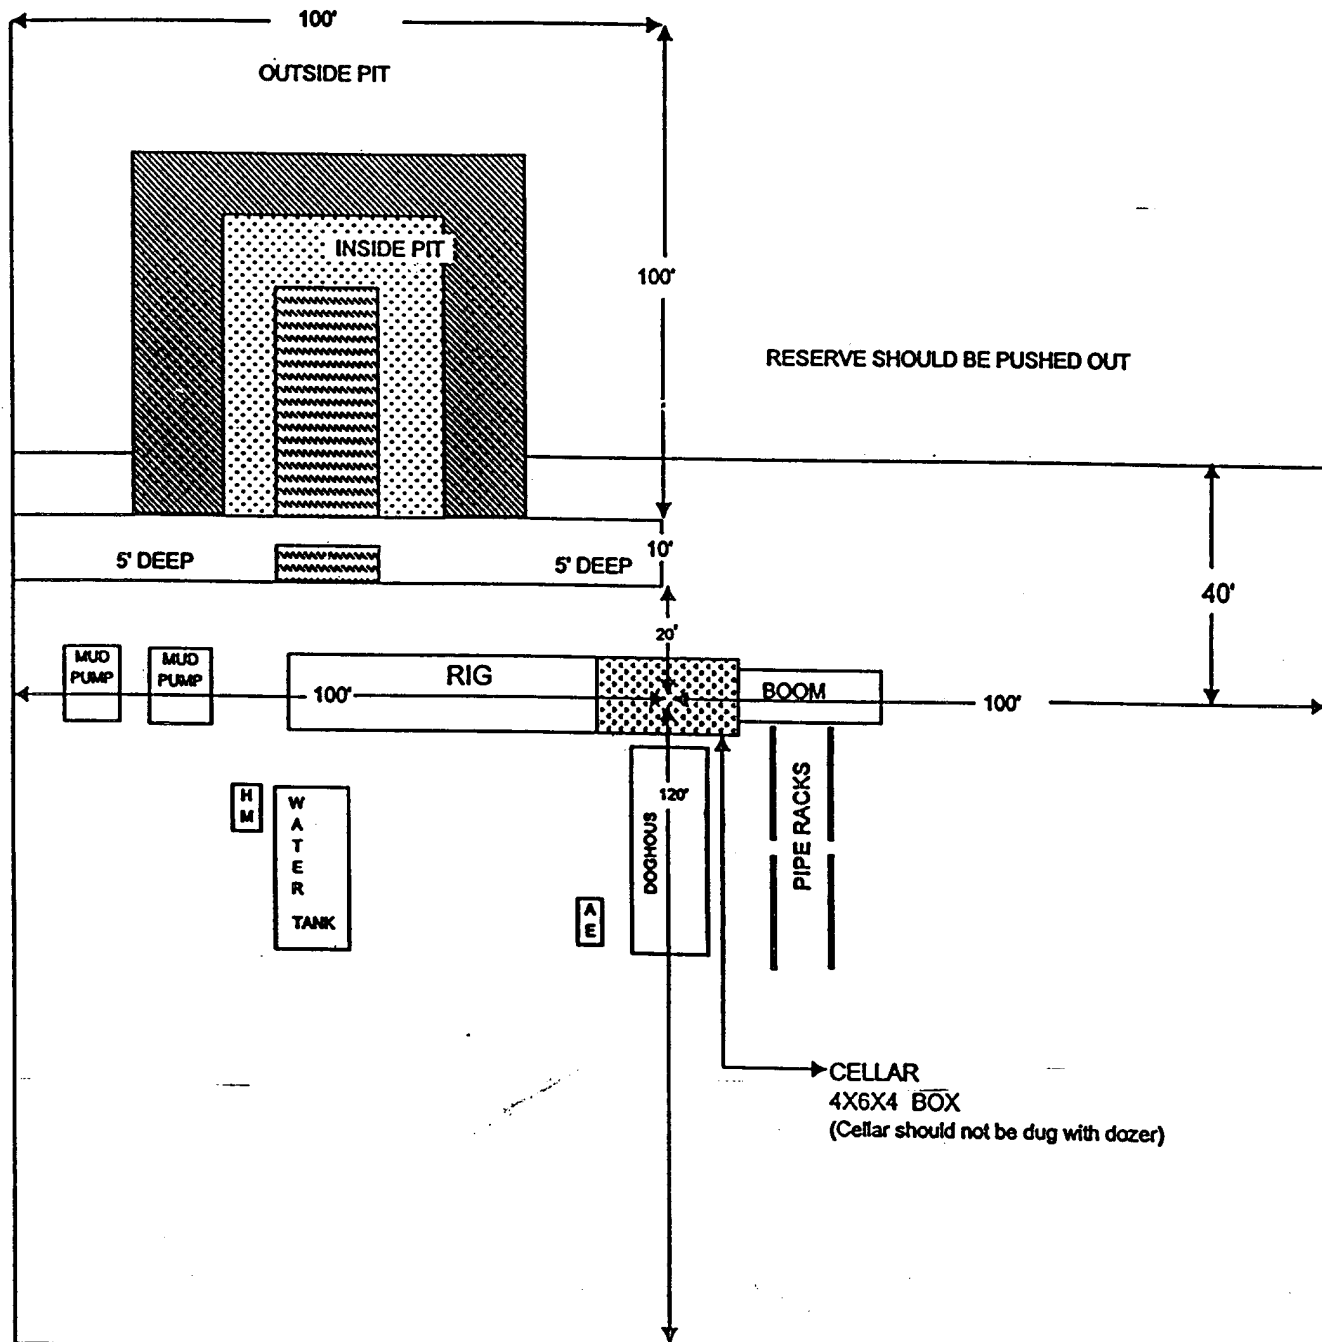 100'
OUTSIDE PIT
INSIDE PIT
100'
RESERVE SHOULD BE PUSHED OUT
5' DEEP
10'
5' DEEP
40'
20'
MUD
PUMP
MUD
PUMP
RIG
BOOM
100'
100'
H
M
W
A
T
E
R
TANK
120'
DOGHOUS
A
E
PIPE RACKS
CELLAR
4X6X4 BOX
(Cellar should not be dug with dozer)